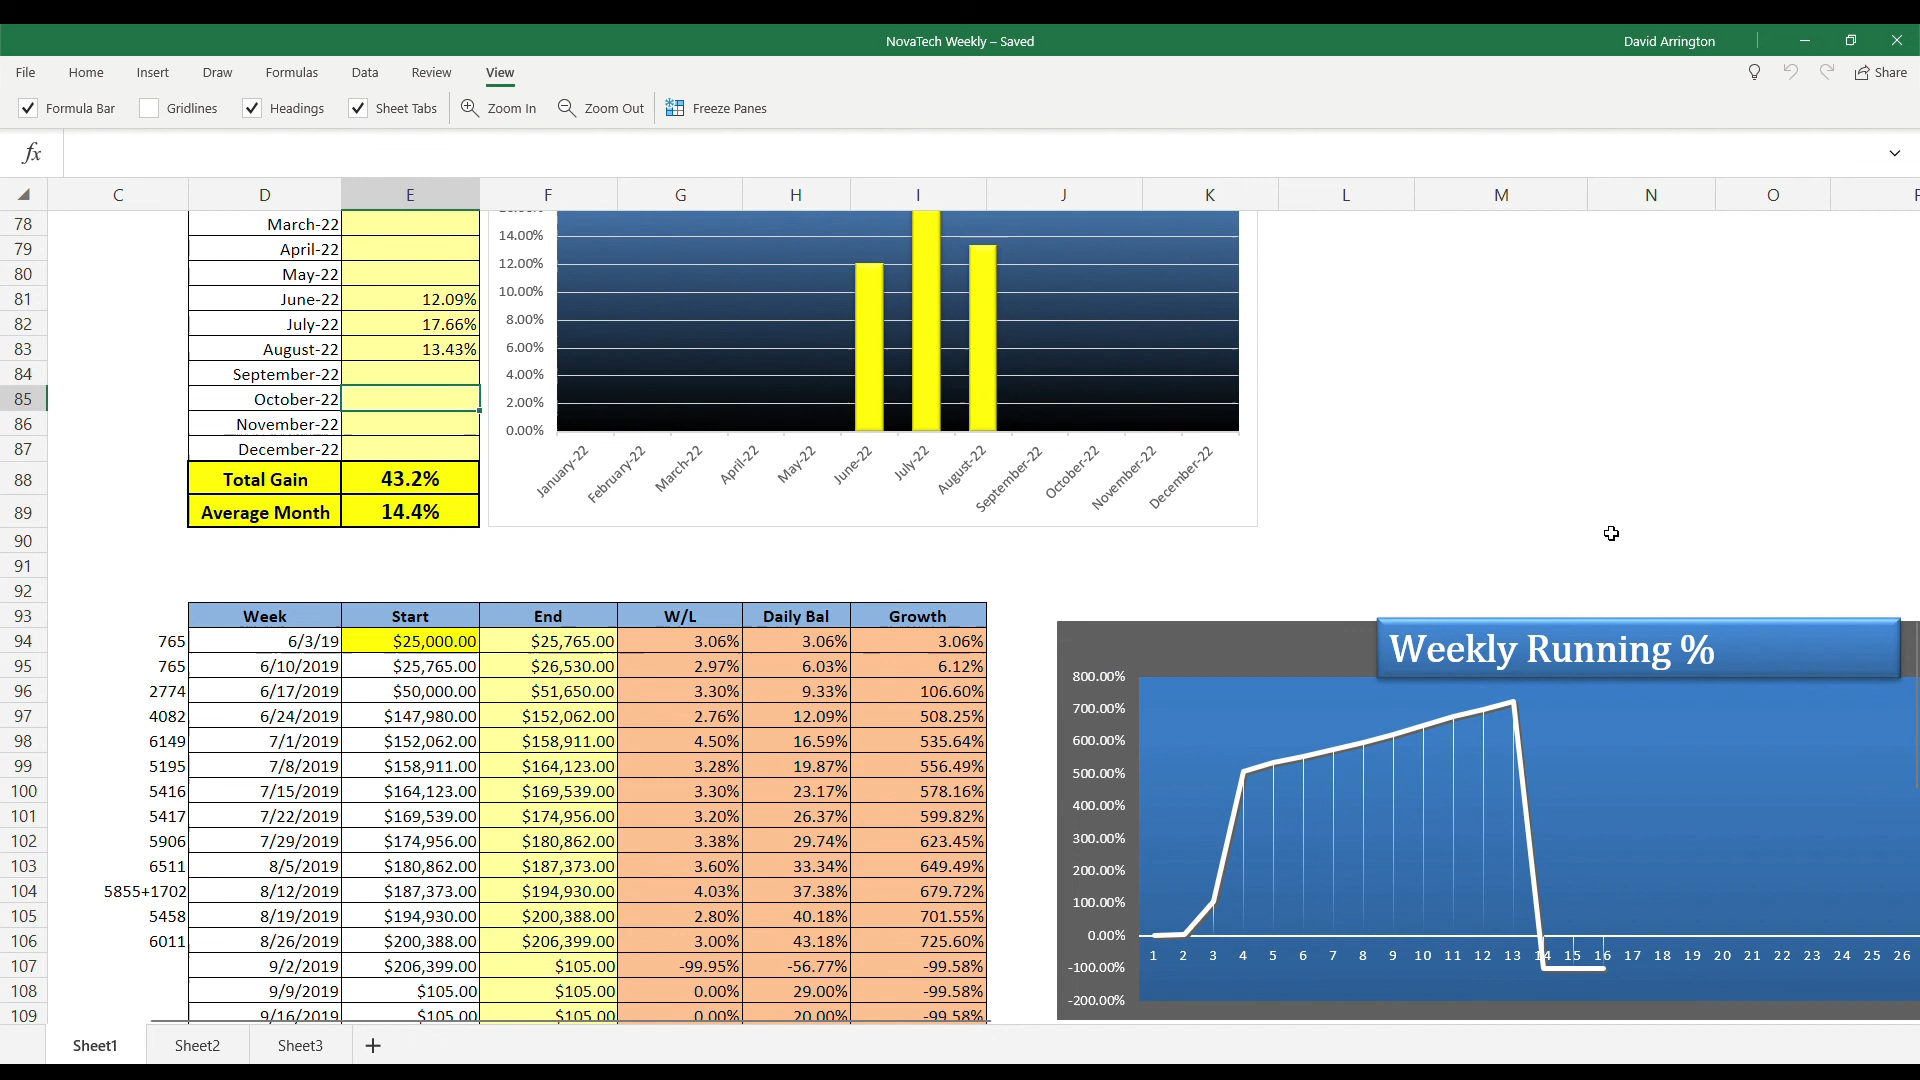 NovaTech Weekly – Saved
David Arrington
File Home Insert Draw Formulas Data Review View
Share
Formula Bar Gridlines Headings Sheet Tabs Zoom In Zoom Out Freeze Panes
fx
C D E F G H I J K L M N O
78 March-22
79 April-22
80 May-22
81 June-22 12.09%
82 July-22 17.66%
83 August-22 13.43%
84 September-22
85 October-22
86 November-22
87 December-22
88 Total Gain 43.2%
89 Average Month 14.4%
90
91
92
14.00%
12.00%
10.00%
8.00%
6.00%
4.00%
2.00%
0.00%
January-22 February-22 March-22 April-22 May-22 June-22 July-22 August-22 September-22 October-22 November-22 December-22
93 Week Start End W/L Daily Bal Growth
94 765 6/3/19 $25,000.00 $25,765.00 3.06% 3.06% 3.06%
95 765 6/10/2019 $25,765.00 $26,530.00 2.97% 6.03% 6.12%
96 2774 6/17/2019 $50,000.00 $51,650.00 3.30% 9.33% 106.60%
97 4082 6/24/2019 $147,980.00 $152,062.00 2.76% 12.09% 508.25%
98 6149 7/1/2019 $152,062.00 $158,911.00 4.50% 16.59% 535.64%
99 5195 7/8/2019 $158,911.00 $164,123.00 3.28% 19.87% 556.49%
100 5416 7/15/2019 $164,123.00 $169,539.00 3.30% 23.17% 578.16%
101 5417 7/22/2019 $169,539.00 $174,956.00 3.20% 26.37% 599.82%
102 5906 7/29/2019 $174,956.00 $180,862.00 3.38% 29.74% 623.45%
103 6511 8/5/2019 $180,862.00 $187,373.00 3.60% 33.34% 649.49%
104 5855+1702 8/12/2019 $187,373.00 $194,930.00 4.03% 37.38% 679.72%
105 5458 8/19/2019 $194,930.00 $200,388.00 2.80% 40.18% 701.55%
106 6011 8/26/2019 $200,388.00 $206,399.00 3.00% 43.18% 725.60%
107 9/2/2019 $206,399.00 $105.00 -99.95% -56.77% -99.58%
108 9/9/2019 $105.00 $105.00 0.00% 29.00% -99.58%
109 9/16/2019 $105.00 $105.00 0.00% 20.00% -99.58%
Weekly Running %
800.00%
700.00%
600.00%
500.00%
400.00%
300.00%
200.00%
100.00%
0.00%
1 2 3 4 5 6 7 8 9 10 11 12 13 14 15 16 17 18 19 20 21 22 23 24 25 26
-100.00%
-200.00%
Sheet1 Sheet2 Sheet3